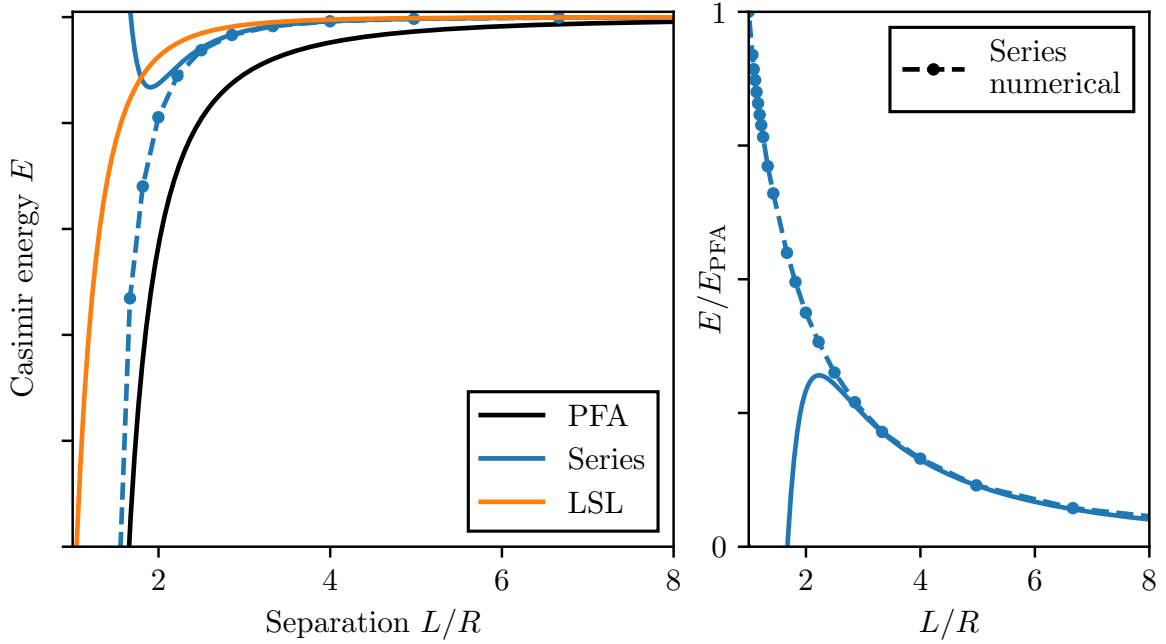 Casimir energy E
PFA
Series
LSL
2
4
6
8
Separation L/R
1
0
E/E_PFA
Series
numerical
2
4
6
8
L/R